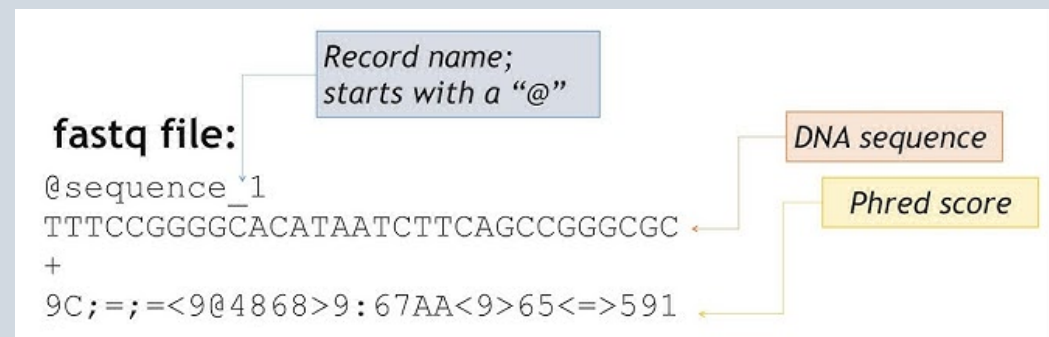 Record name;
starts with a “@”
fastq file:
DNA sequence
@sequence_1
Phred score
TTTCCGGGGCACATAATCTTCAGCCGGGCGC
+
9C;=;=<9@4868>9:67AA<9>65<=>591